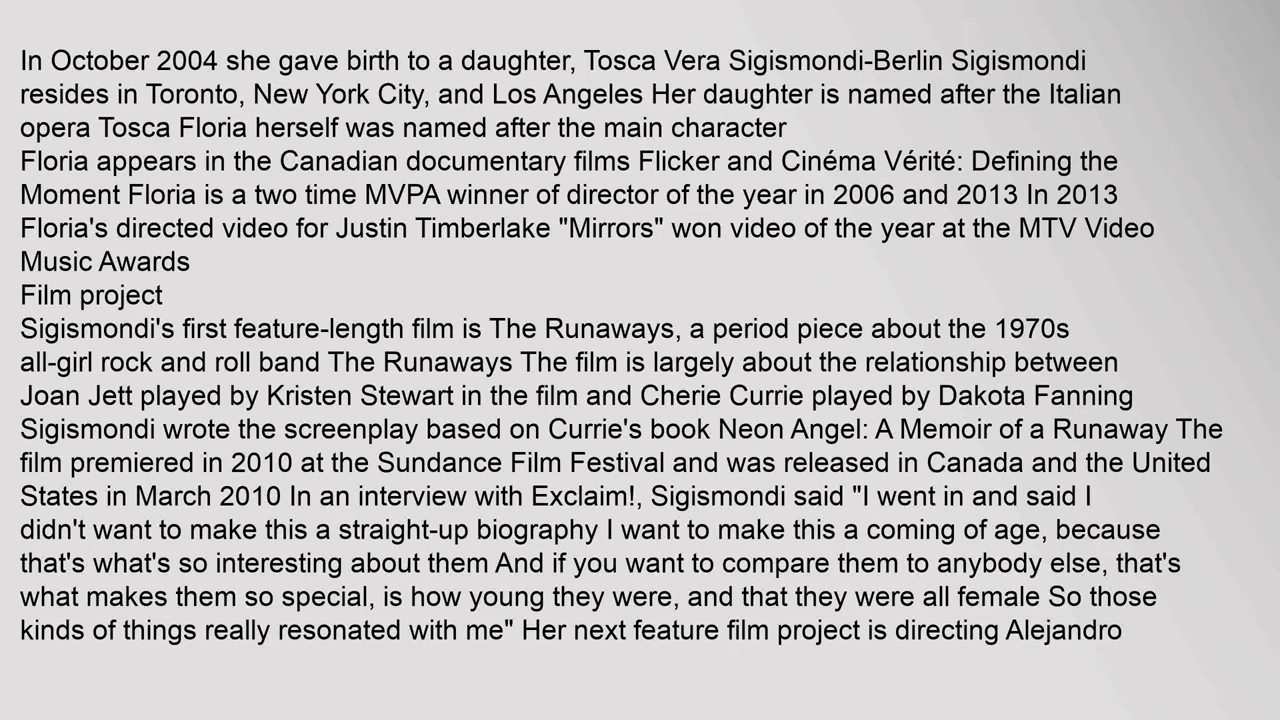 In October 2004 she gave birth to a daughter, Tosca Vera Sigismondi-Berlin Sigismondi
resides in Toronto, New York City, and Los Angeles Her daughter is named after the Italian
opera Tosca Floria herself was named after the main character
Floria appears in the Canadian documentary films Flicker and Cinéma Vérité: Defining the
Moment Floria is a two time MVPA winner of director of the year in 2006 and 2013 In 2013
Floria's directed video for Justin Timberlake "Mirrors" won video of the year at the MTV Video
Music Awards
Film project
Sigismondi's first feature-length film is The Runaways, a period piece about the 1970s
all-girl rock and roll band The Runaways The film is largely about the relationship between
Joan Jett played by Kristen Stewart in the film and Cherie Currie played by Dakota Fanning
Sigismondi wrote the screenplay based on Currie's book Neon Angel: A Memoir of a Runaway The
film premiered in 2010 at the Sundance Film Festival and was released in Canada and the United
States in March 2010 In an interview with Exclaim!, Sigismondi said "I went in and said I
didn't want to make this a straight-up biography I want to make this a coming of age, because
that's what's so interesting about them And if you want to compare them to anybody else, that's
what makes them so special, is how young they were, and that they were all female So those
kinds of things really resonated with me" Her next feature film project is directing Alejandro